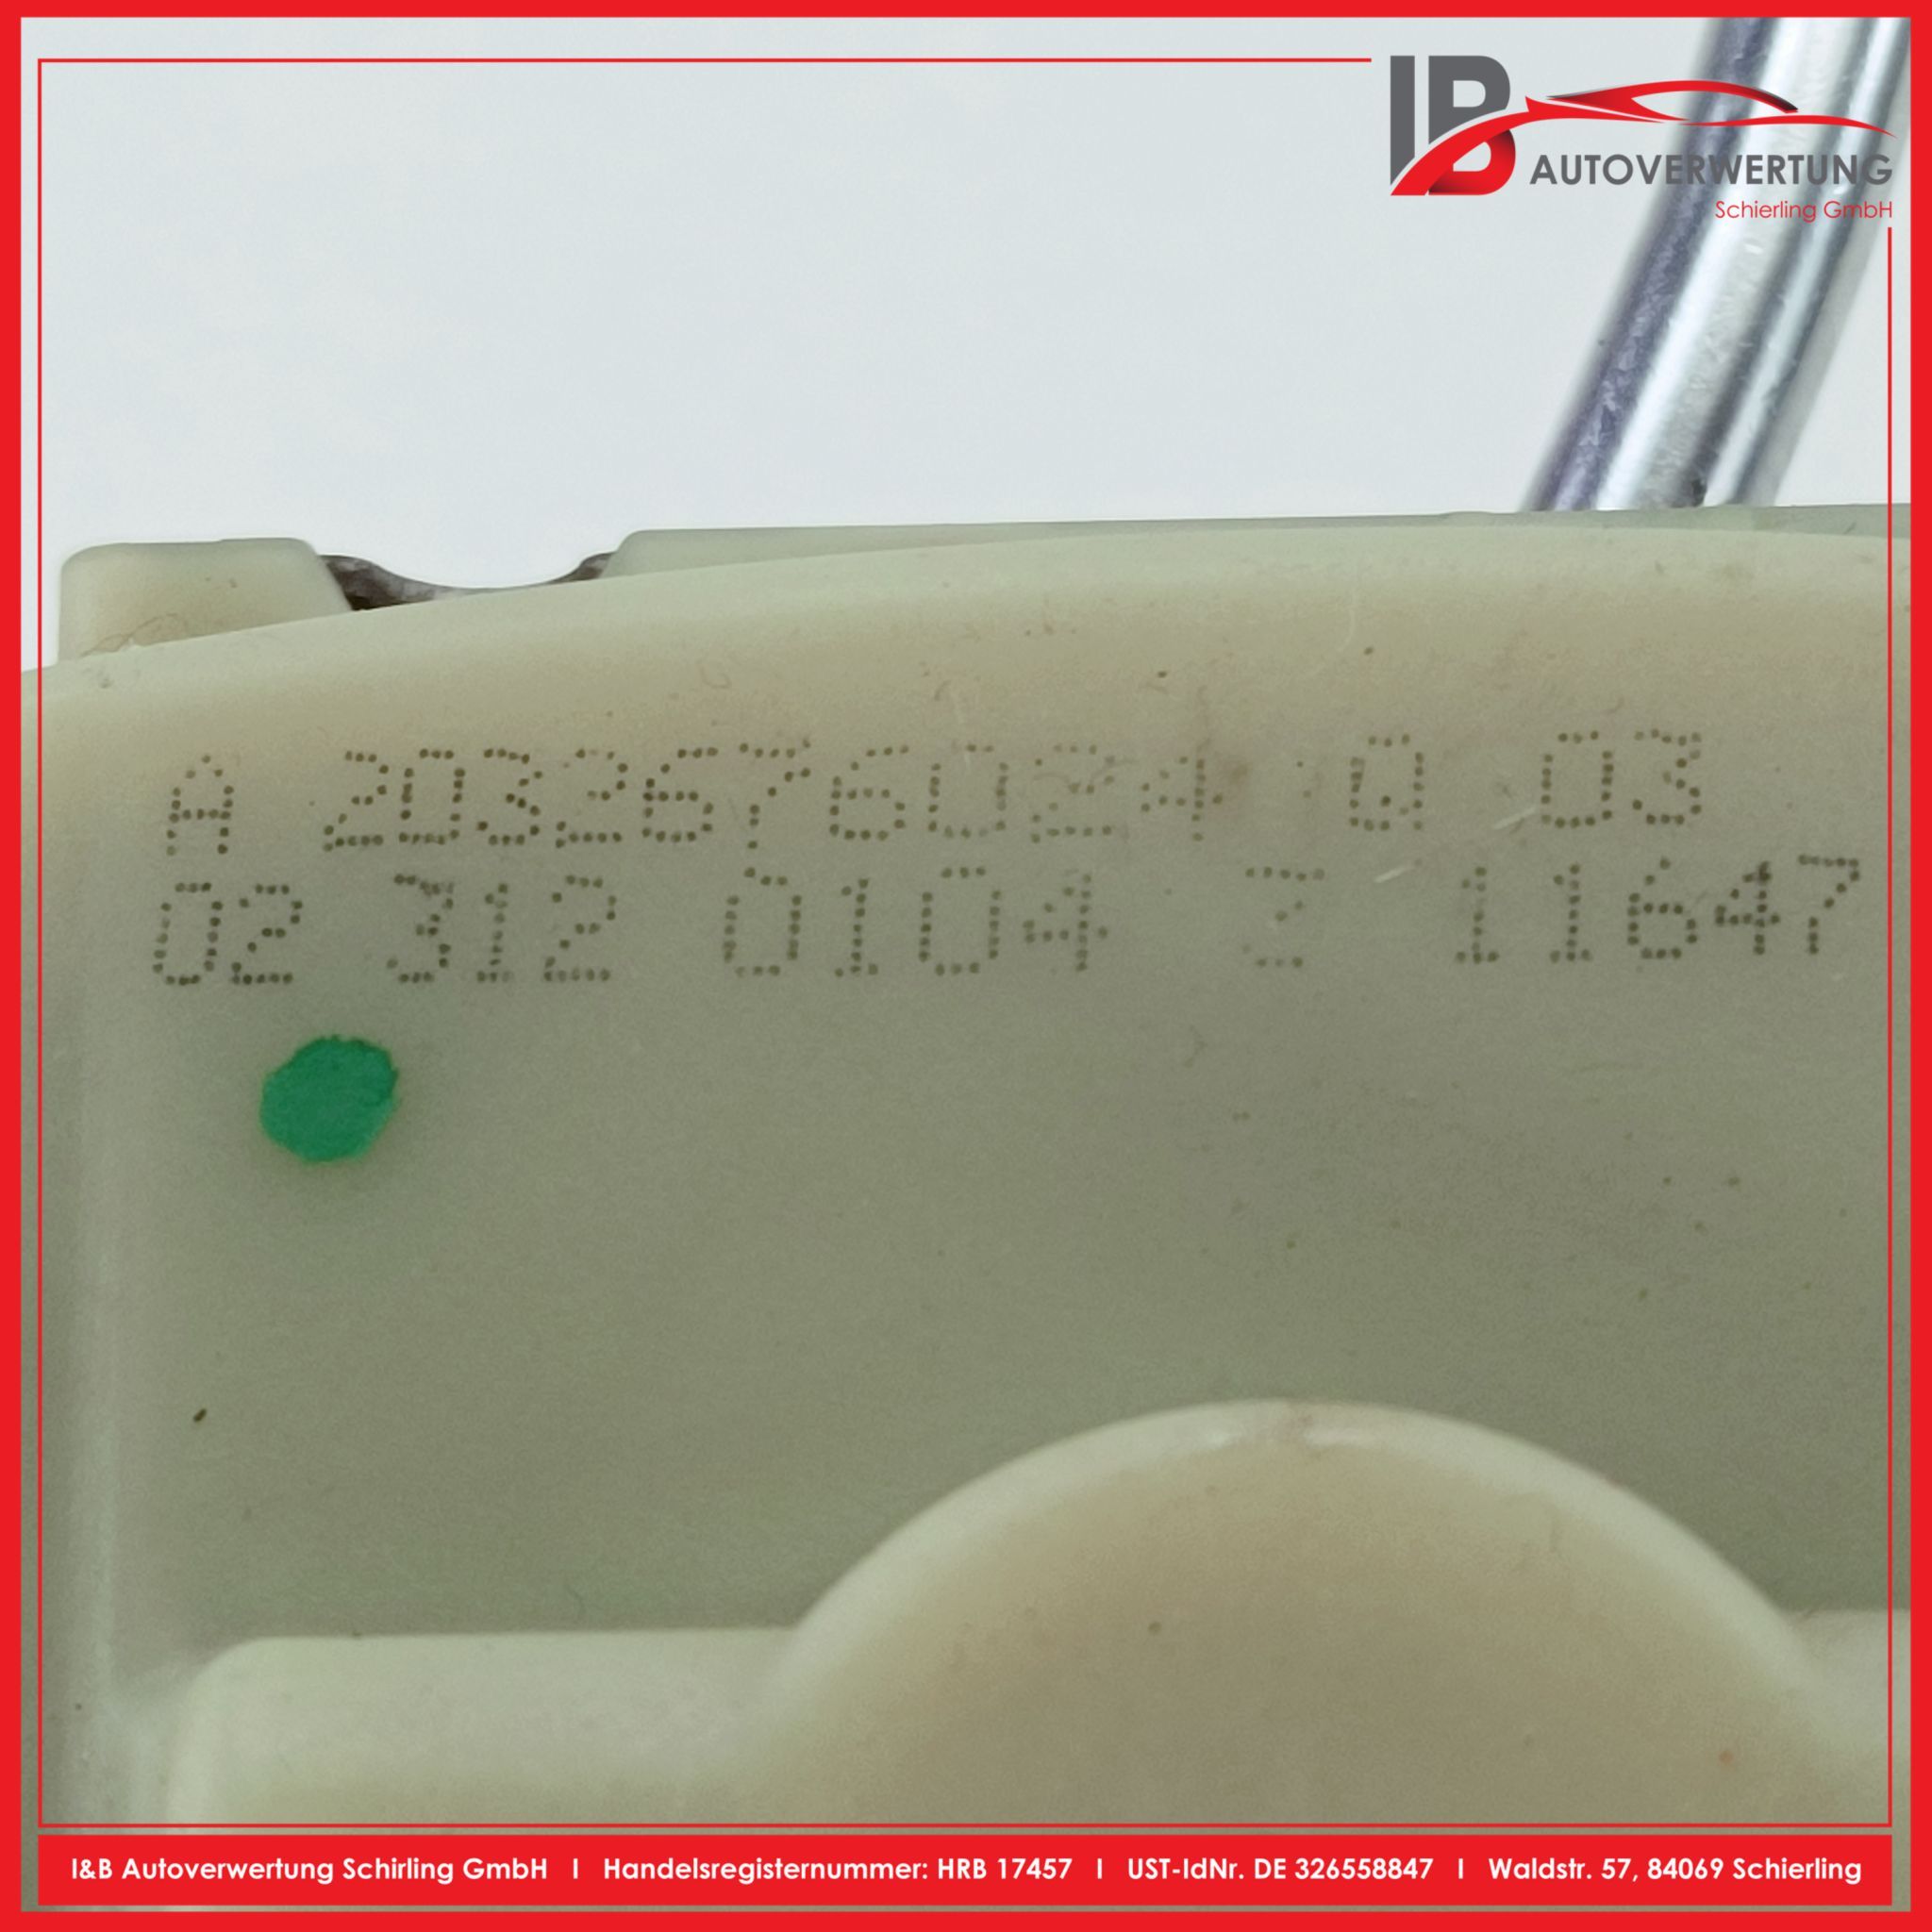 IB
AUTOVERWERTUNG
Schierling GmbH
A 2032676024 Q 03
02 312 0104 3 11647
I&B Autoverwertung Schirling GmbH I Handelsregisternummer: HRB 17457 I UST-IdNr. DE 326558847 I Waldstr. 57, 84069 Schierling